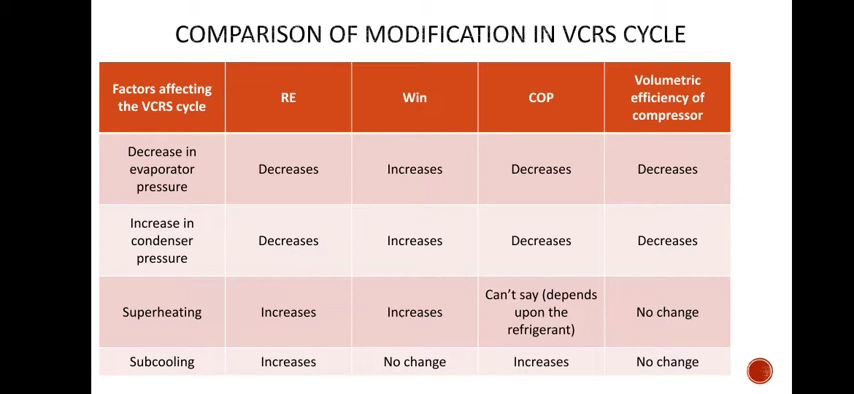 COMPARISON OF MODIFICATION IN VCRS CYCLE
Factors affecting
the VCRS cycle
RE
Win
COP
Volumetric
efficiency of
compressor
Decrease in
evaporator
pressure
Decreases
Increases
Decreases
Decreases
Increase in
condenser
pressure
Decreases
Increases
Decreases
Decreases
Superheating
Increases
Increases
Can't say (depends
upon the
refrigerant)
No change
Subcooling
Increases
No change
Increases
No change